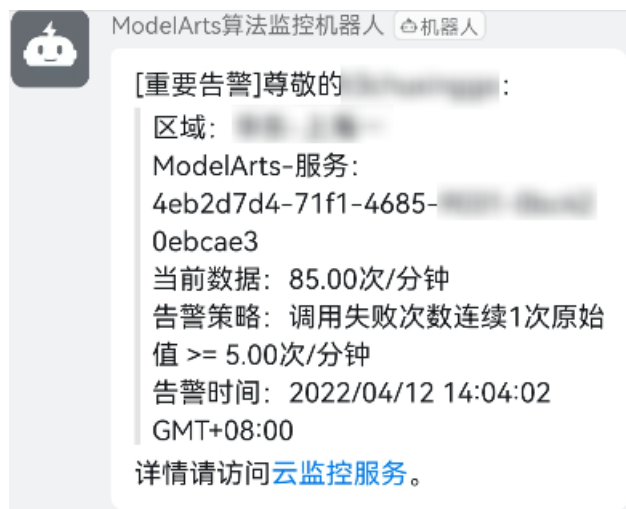 ModelArts算法监控机器人 机器人
[重要告警]尊敬的 :
区域:
ModelArts-服务:
4eb2d7d4-71f1-4685-
0ebcae3
当前数据: 85.00次/分钟
告警策略: 调用失败次数连续1次原始
值 >= 5.00次/分钟
告警时间: 2022/04/12 14:04:02
GMT+08:00
详情请访问云监控服务。